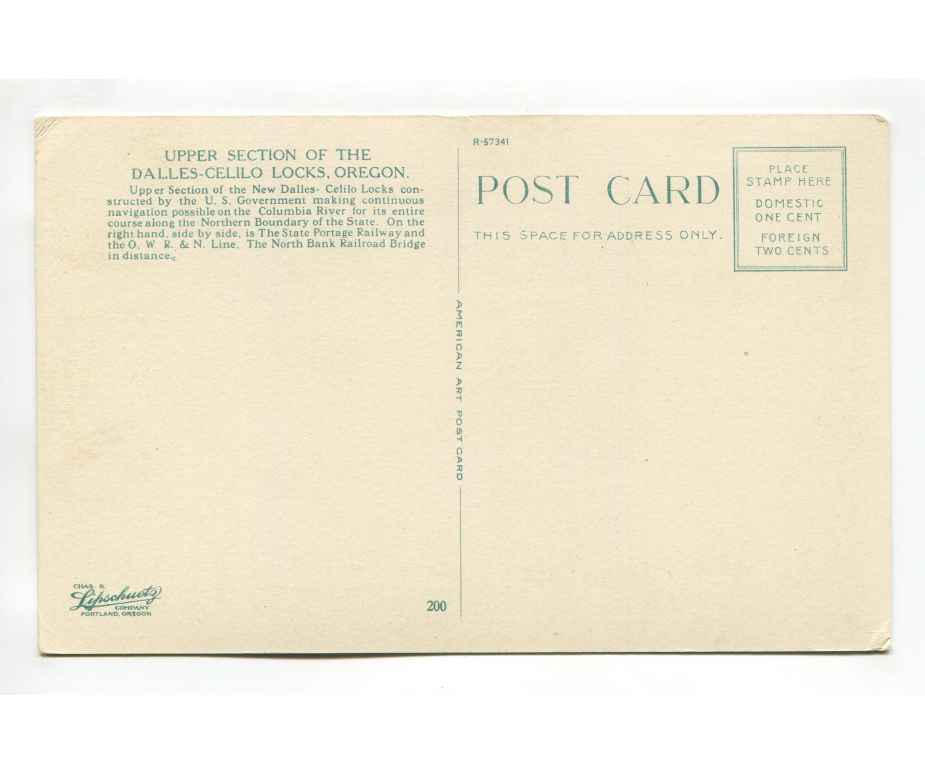 UPPER SECTION OF THE
DALLES-CELILO LOCKS, OREGON.
Upper Section of the New Dalles- Celilo Locks con-
structed by the U. S. Government making continuous
navigation possible on the Columbia River for its entire
course along the Northern Boundary of the State. On the
right hand, side by side, is The State Portage Railway and
the O. W R. & N. Line. The North Bank Railroad Bridge
in distance.
CHAS. S.
Lipschuetz
COMPANY
PORTLAND, OREGON
200
AMERICAN ART POST CARD
R-57341
POST CARD
THIS SPACE FOR ADDRESS ONLY.
PLACE
STAMP HERE
DOMESTIC
ONE CENT
FOREIGN
TWO CENTS